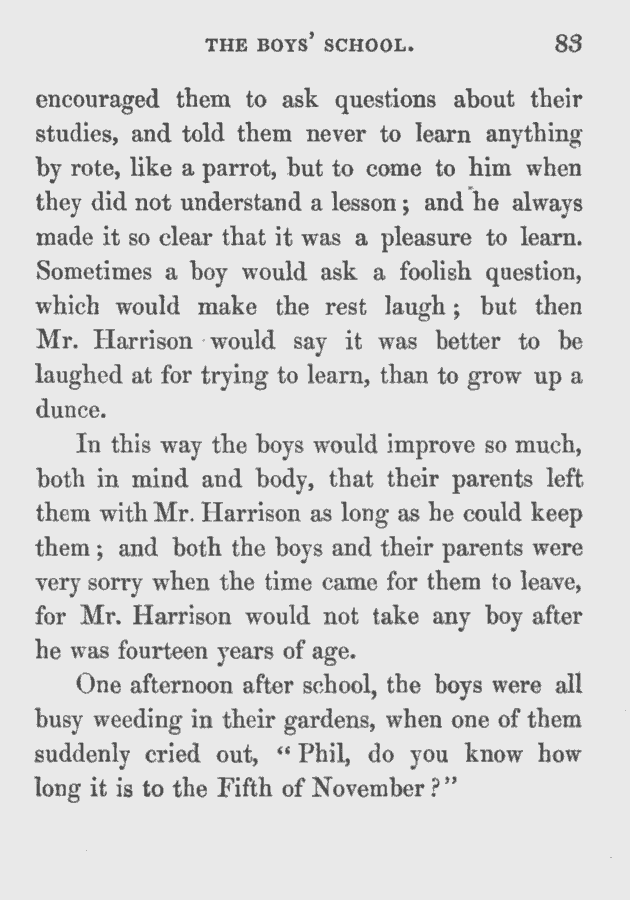 THE BOYS' SCHOOL. 83
encouraged them to ask questions about their
studies, and told them never to learn anything
by rote, like a parrot, but to come to him when
they did not understand a lesson; and he always
made it so clear that it was a pleasure to learn.
Sometimes a boy would ask a foolish question,
which would make the rest laugh; but then
Mr. Harrison would say it was better to be
laughed at for trying to learn, than to grow up a
dunce.
In this way the boys would improve so much,
both in mind and body, that their parents left
them with Mr. Harrison as long as he could keep
them; and both the boys and their parents were
very sorry when the time came for them to leave,
for Mr. Harrison would not take any boy after
he was fourteen years of age.
One afternoon after school, the boys were all
busy weeding in their gardens, when one of them
suddenly cried out, "Phil, do you know how
long it is to the Fifth of November?"